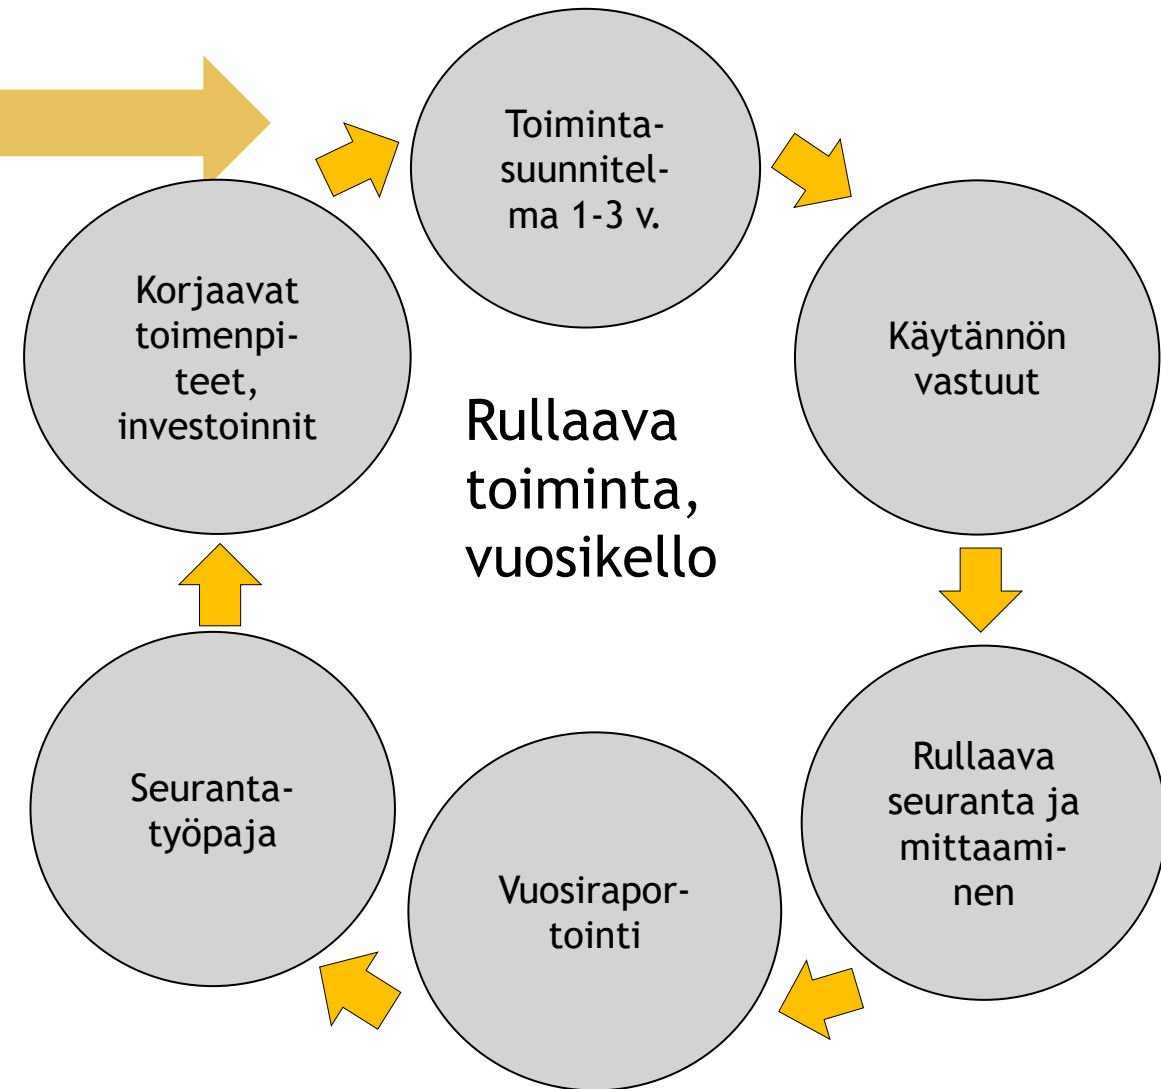 Toiminta-
suunnitel-
ma 1-3 v.
Käytännön
vastuut
Rullaava
seuranta ja
mittaami-
nen
Vuosirapor-
tointi
Seuranta-
työpaja
Korjaavat
toimenpi-
teet,
investoinnit
Rullaava
toiminta,
vuosikello